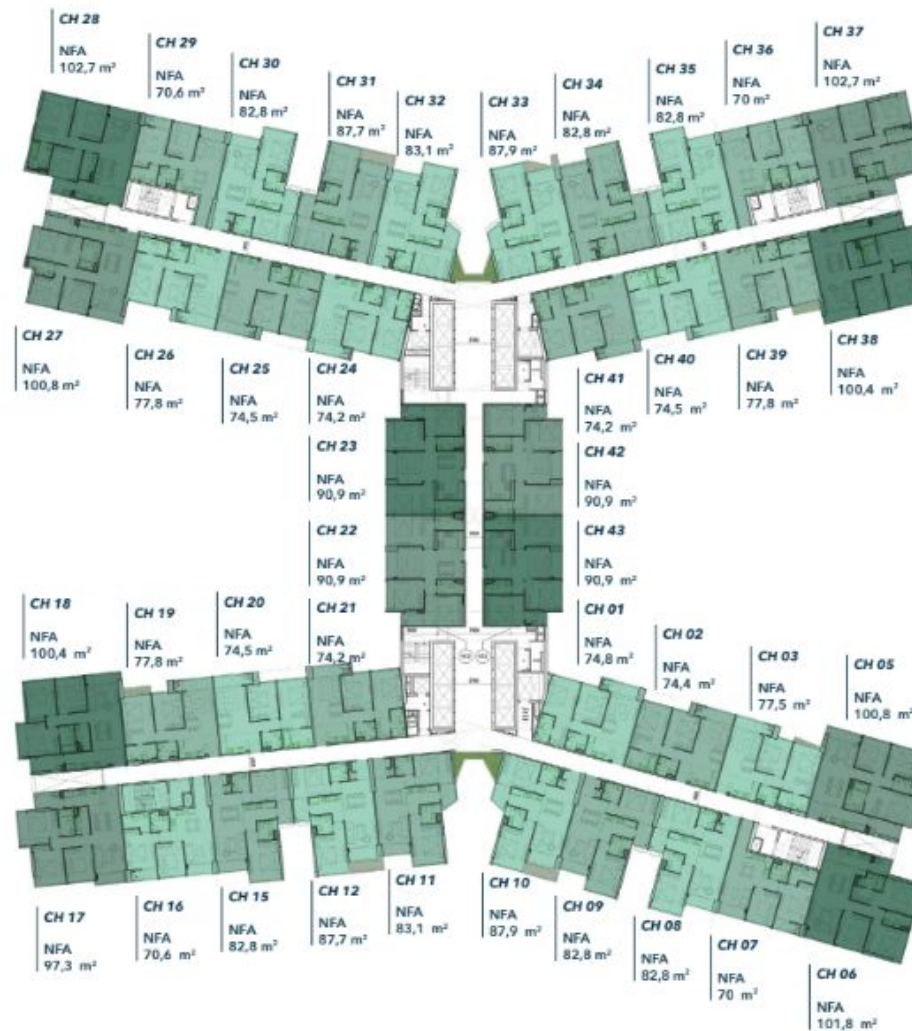 CH 28
NFA
102,7 m²
CH 29
NFA
70,6 m²
CH 30
NFA
82,8 m²
CH 31
NFA
87,7 m²
CH 32
NFA
83,1 m²
CH 33
NFA
87,9 m²
CH 34
NFA
82,8 m²
CH 35
NFA
82,8 m²
CH 36
NFA
70 m²
CH 37
NFA
102,7 m²
CH 27
NFA
100,8 m²
CH 26
NFA
77,8 m²
CH 25
NFA
74,5 m²
CH 24
NFA
74,2 m²
CH 41
NFA
74,2 m²
CH 40
NFA
74,5 m²
CH 39
NFA
77,8 m²
CH 38
NFA
100,4 m²
CH 23
NFA
90,9 m²
CH 42
NFA
90,9 m²
CH 22
NFA
90,9 m²
CH 43
NFA
90,9 m²
CH 18
NFA
100,4 m²
CH 19
NFA
77,8 m²
CH 20
NFA
74,5 m²
CH 21
NFA
74,2 m²
CH 01
NFA
74,8 m²
CH 02
NFA
74,4 m²
CH 03
NFA
77,5 m²
CH 05
NFA
100,8 m²
CH 17
NFA
97,3 m²
CH 16
NFA
70,6 m²
CH 15
NFA
82,8 m²
CH 12
NFA
87,7 m²
CH 11
NFA
83,1 m²
CH 10
NFA
87,9 m²
CH 09
NFA
82,8 m²
CH 08
NFA
82,8 m²
CH 07
NFA
70 m²
CH 06
NFA
101,8 m²